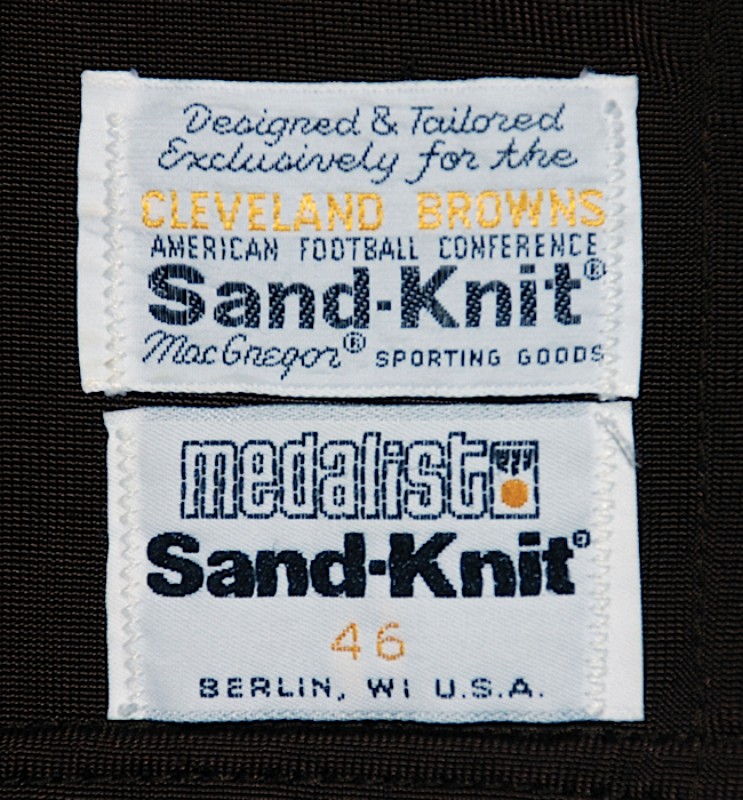 Designed & Tailored
Exclusively for the
CLEVELAND BROWNS
AMERICAN FOOTBALL CONFERENCE
Sand-Knit®
MacGregor® SPORTING GOODS
medalist
Sand-Knit®
46
BERLIN, WI U.S.A.